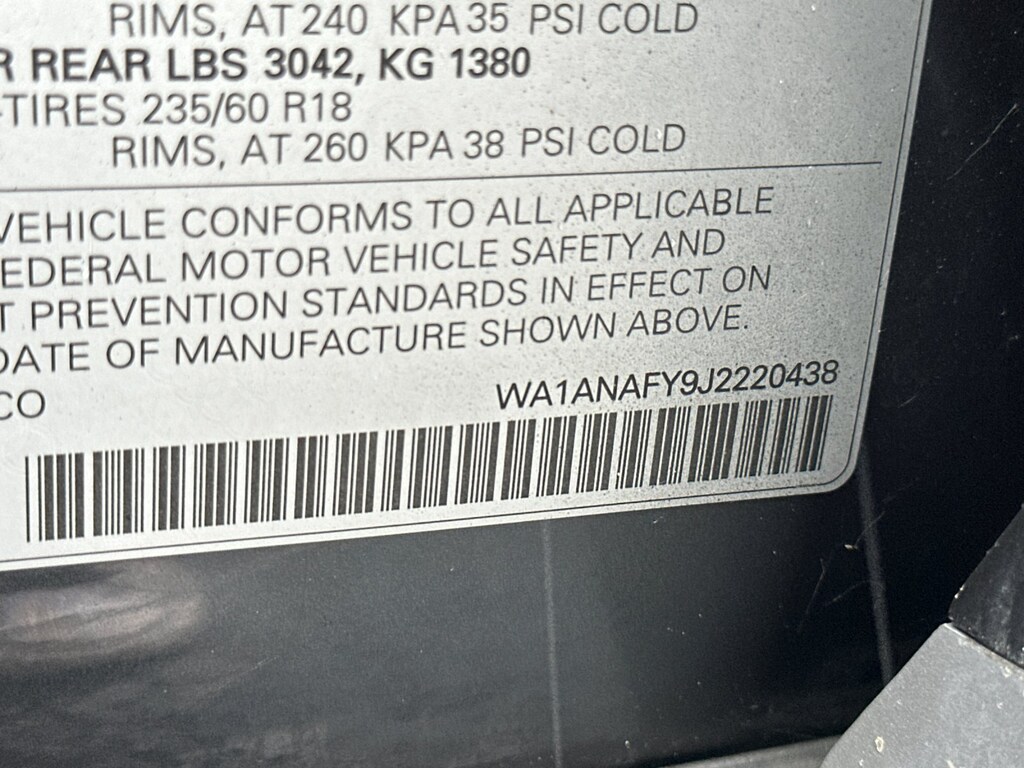 RIMS, AT 240 KPA 35 PSI COLD
R REAR LBS 3042, KG 1380
-TIRES 235/60 R18
RIMS, AT 260 KPA 38 PSI COLD
VEHICLE CONFORMS TO ALL APPLICABLE
EDERAL MOTOR VEHICLE SAFETY AND
T PREVENTION STANDARDS IN EFFECT ON
DATE OF MANUFACTURE SHOWN ABOVE.
CO
WA1ANAFY9J2220438